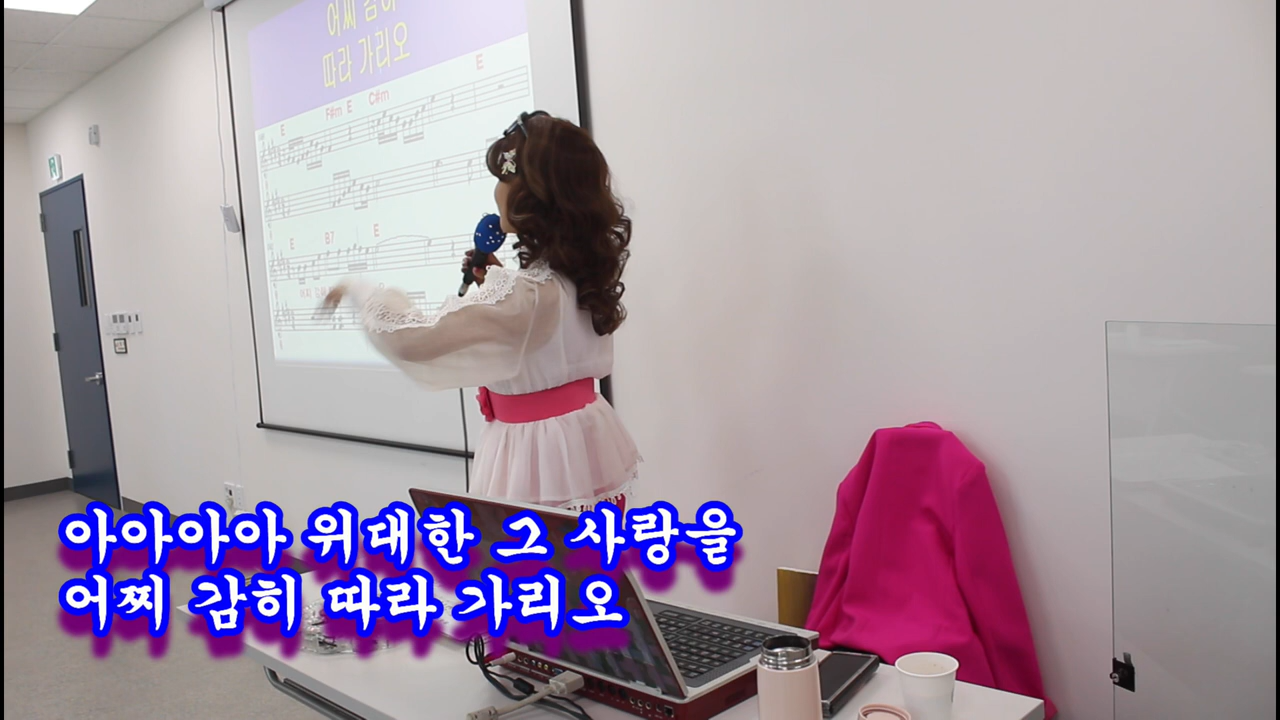 어찌 감히
따라 가리오
E F#m E C#m E
E B7 E
아아아아 위대한 그 사랑을
어찌 감히 따라 가리오